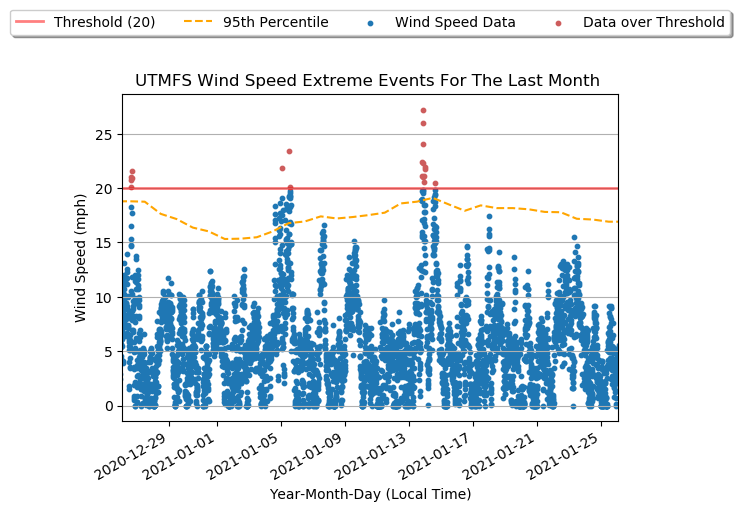 Threshold (20) 95th Percentile Wind Speed Data Data over Threshold
UTMFS Wind Speed Extreme Events For The Last Month
25
20
15
10
5
0
Wind Speed (mph)
2020-12-29 2021-01-01 2021-01-05 2021-01-09 2021-01-13 2021-01-17 2021-01-21 2021-01-25
Year-Month-Day (Local Time)